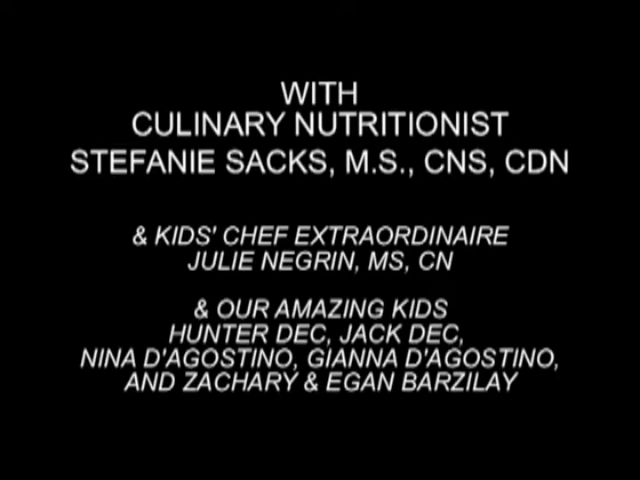 WITH
CULINARY NUTRITIONIST
STEFANIE SACKS, M.S., CNS, CDN
& KIDS' CHEF EXTRAORDINAIRE
JULIE NEGRIN, MS, CN
& OUR AMAZING KIDS
HUNTER DEC, JACK DEC,
NINA D'AGOSTINO, GIANNA D'AGOSTINO,
AND ZACHARY & EGAN BARZILAY